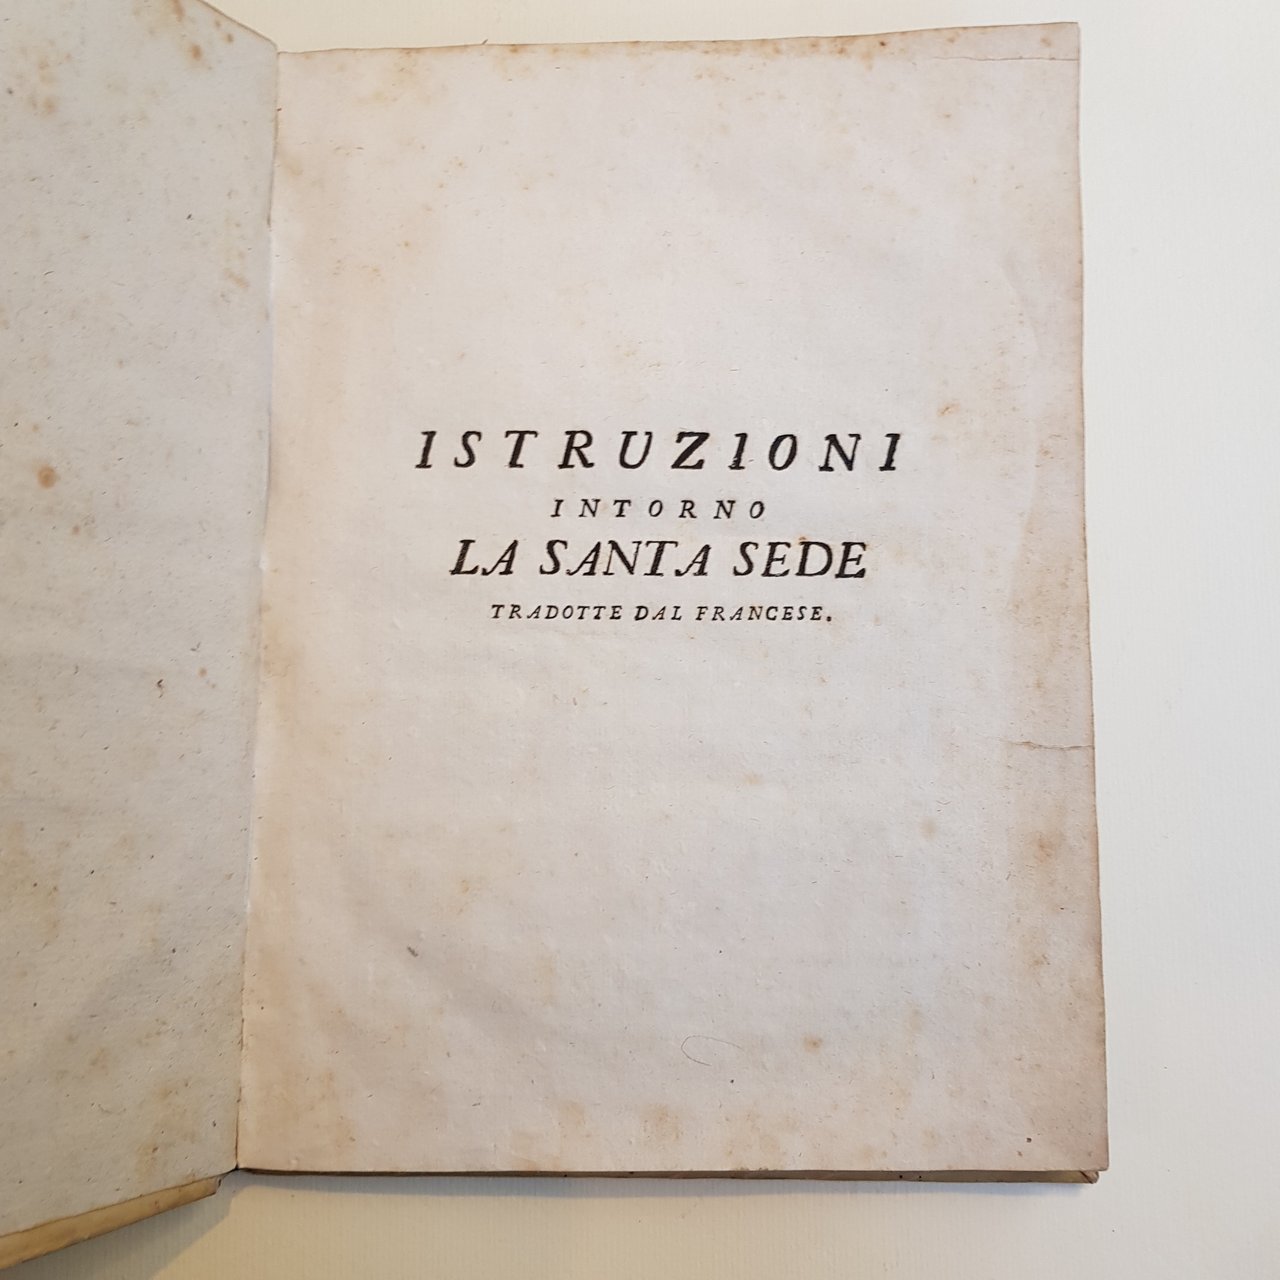 ISTRUZIONI
INTORNO
LA SANTA SEDE
TRADOTTE DAL FRANCESE.